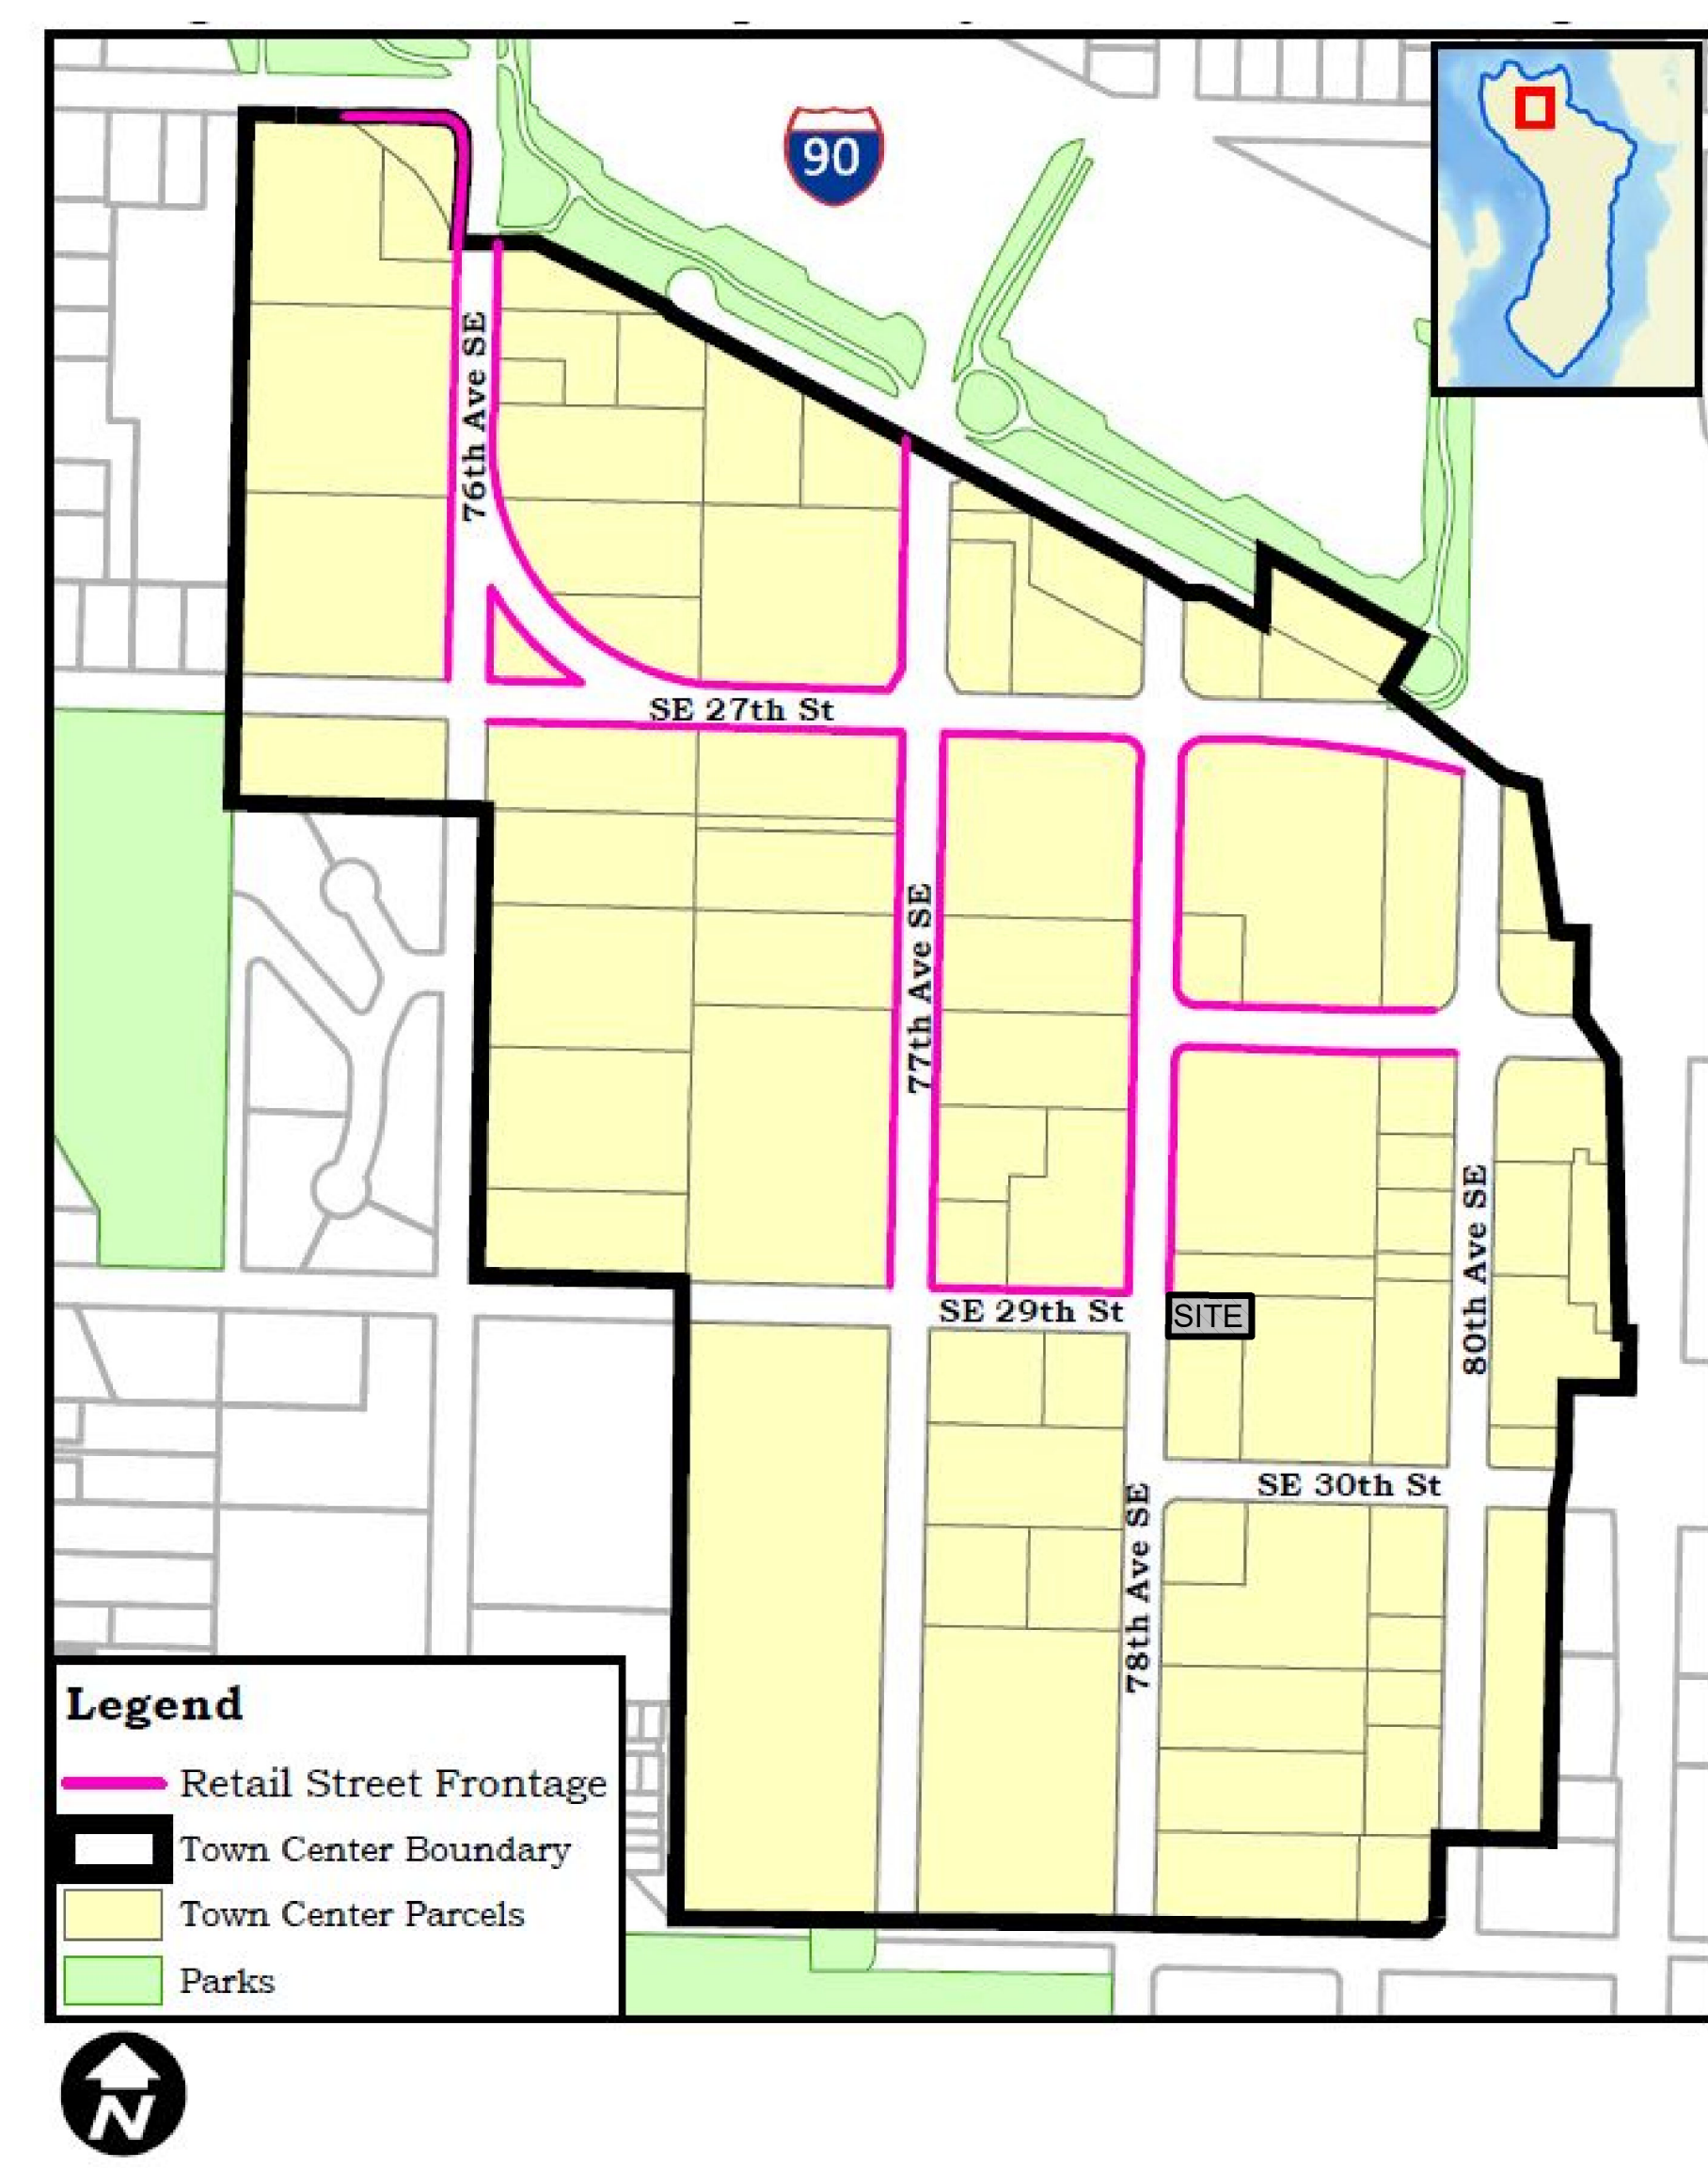 90
76th Ave SE
SE 27th St
77th Ave SE
SE 29th St
SITE
80th Ave SE
SE 30th St
78th Ave SE
Legend
Retail Street Frontage
Town Center Boundary
Town Center Parcels
Parks
N